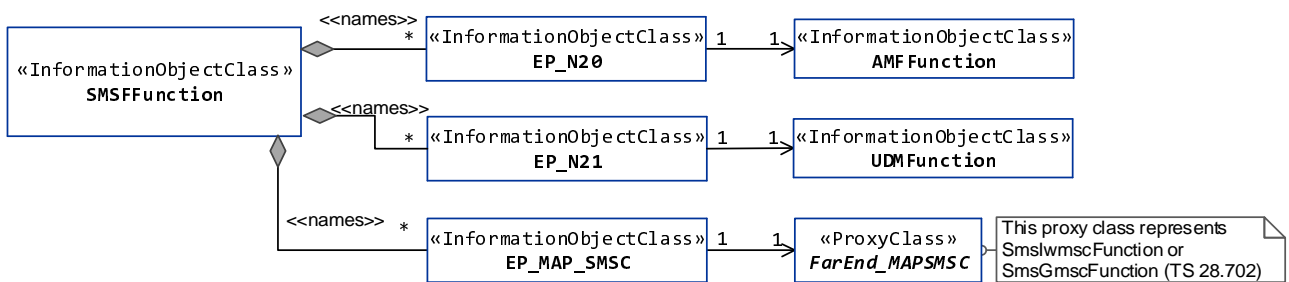 <<names>>
*
«InformationObjectClass»
SMSFFunction
«InformationObjectClass»
EP_N20
1
1
«InformationObjectClass»
AMFFunction
<<names>>
*
«InformationObjectClass»
EP_N21
1
1
«InformationObjectClass»
UDMFunction
<<names>>
*
«InformationObjectClass»
EP_MAP_SMSC
1
1
«ProxyClass»
FarEnd_MAPSMSC
This proxy class represents
SmsIwmscFunction or
SmsGmscFunction (TS 28.702)